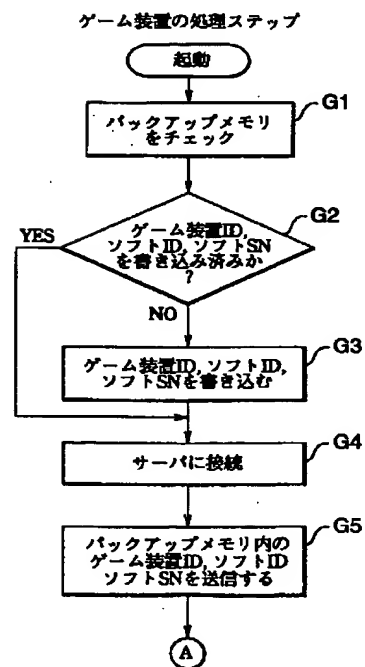 ゲーム装置の処理ステップ
起動
G1
バックアップメモリ
をチェック
G2
YES
ゲーム装置ID,
ソフトID, ソフトSN
を書き込み済みか
?
NO
G3
ゲーム装置ID, ソフトID,
ソフトSNを書き込む
G4
サーバに接続
G5
バックアップメモリ内の
ゲーム装置ID, ソフトID
ソフトSNを送信する
A